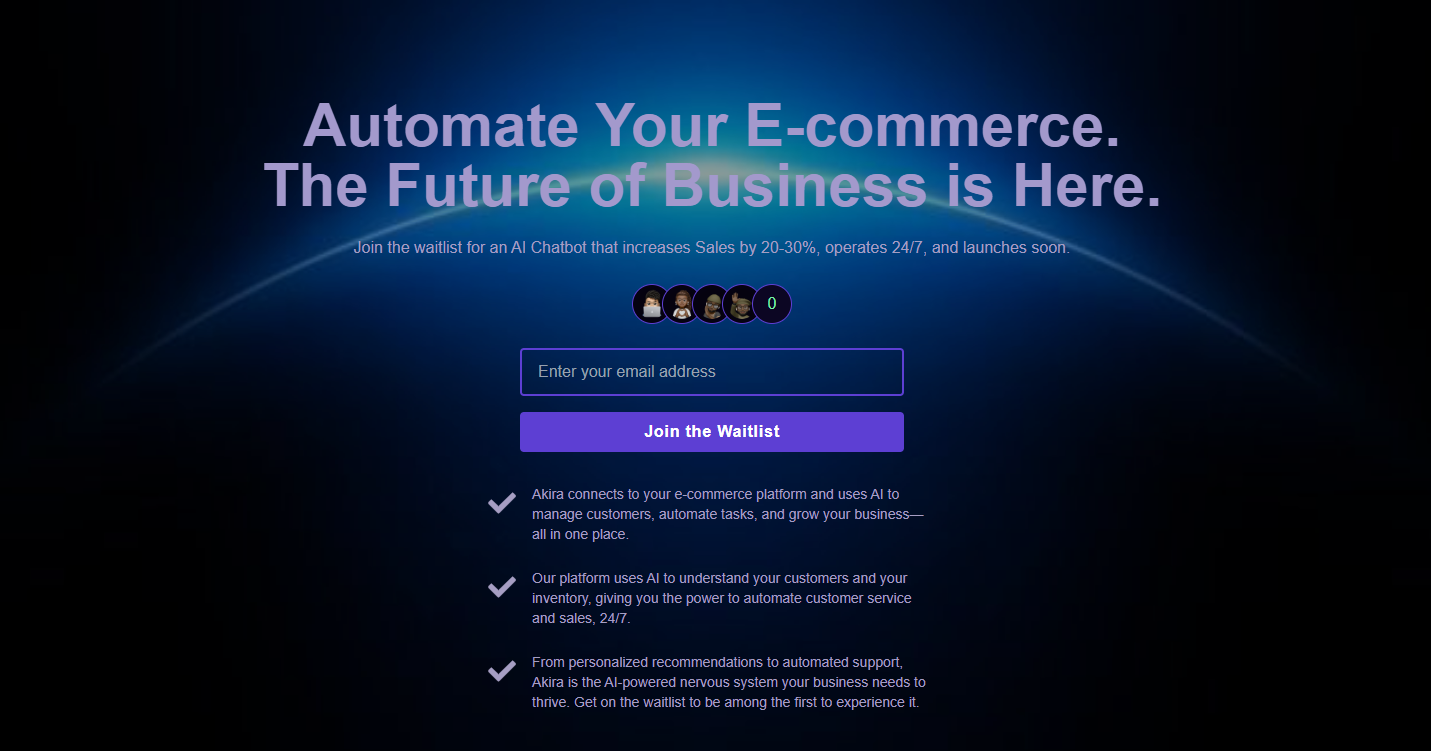 Automate Your E-commerce.
The Future of Business is Here.
Join the waitlist for an AI Chatbot that increases Sales by 20-30%, operates 24/7, and launches soon.
0
Enter your email address
Join the Waitlist
Akira connects to your e-commerce platform and uses AI to
manage customers, automate tasks, and grow your business—
all in one place.
Our platform uses AI to understand your customers and your
inventory, giving you the power to automate customer service
and sales, 24/7.
From personalized recommendations to automated support,
Akira is the AI-powered nervous system your business needs to
thrive. Get on the waitlist to be among the first to experience it.